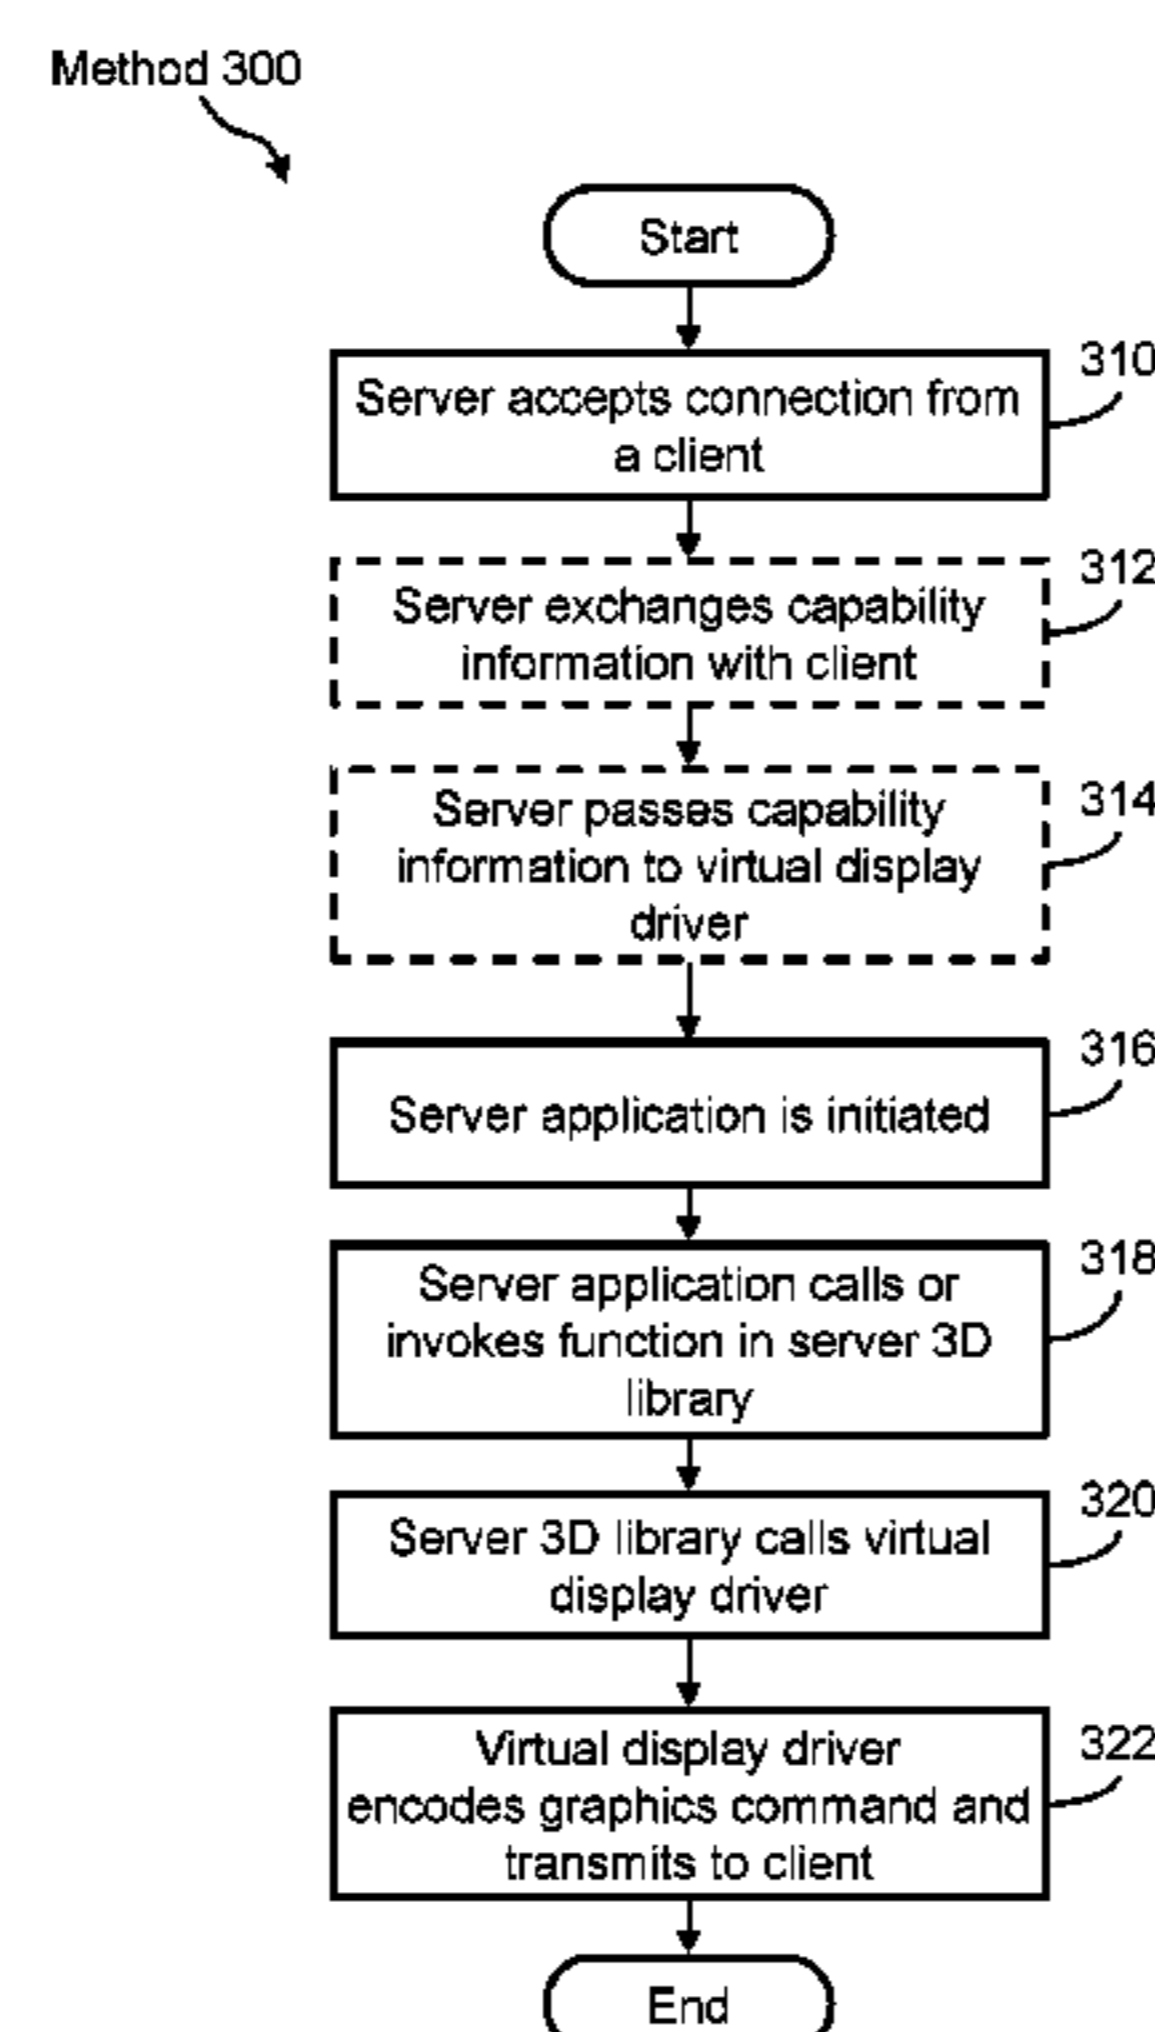 Method 300
Start
310
Server accepts connection from
a client
312
Server exchanges capability
information with client
314
Server passes capability
information to virtual display
driver
316
Server application is initiated
318
Server application calls or
invokes function in server 3D
library
320
Server 3D library calls virtual
display driver
322
Virtual display driver
encodes graphics command and
transmits to client
End